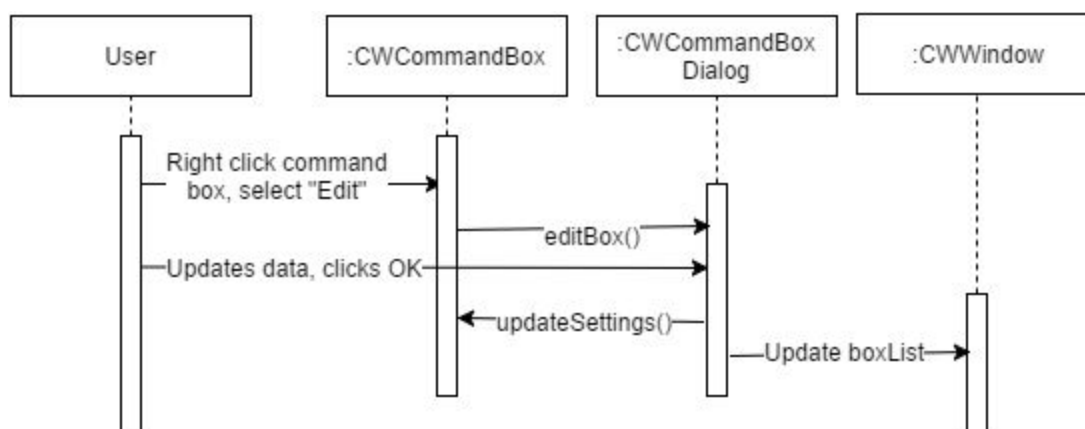 User
:CWCommandBox
:CWCommandBox
Dialog
:CWWindow
Right click command
box, select "Edit"
editBox()
Updates data, clicks OK
updateSettings()
Update boxList